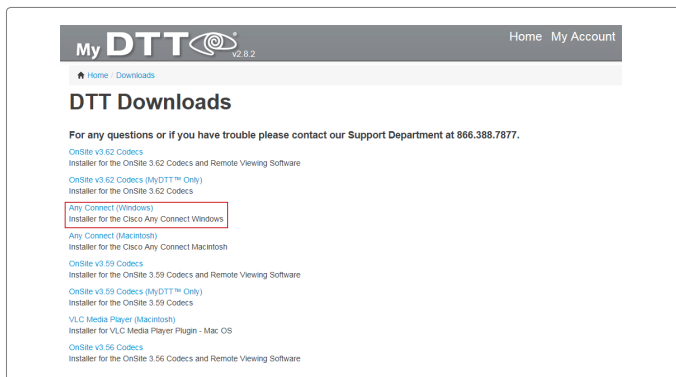 My DTT v2.8.2
Home My Account
Home / Downloads
DTT Downloads
For any questions or if you have trouble please contact our Support Department at 866.388.7877.
OnSite v3.62 Codecs
Installer for the OnSite 3.62 Codecs and Remote Viewing Software
OnSite v3.62 Codecs (MyDTT™ Only)
Installer for the OnSite 3.62 Codecs
Any Connect (Windows)
Installer for the Cisco Any Connect Windows
Any Connect (Macintosh)
Installer for the Cisco Any Connect Macintosh
OnSite v3.59 Codecs
Installer for the OnSite 3.59 Codecs and Remote Viewing Software
OnSite v3.59 Codecs (MyDTT™ Only)
Installer for the OnSite 3.59 Codecs
VLC Media Player (Macintosh)
Installer for VLC Media Player Plugin - Mac OS
OnSite v3.56 Codecs
Installer for the OnSite 3.56 Codecs and Remote Viewing Software